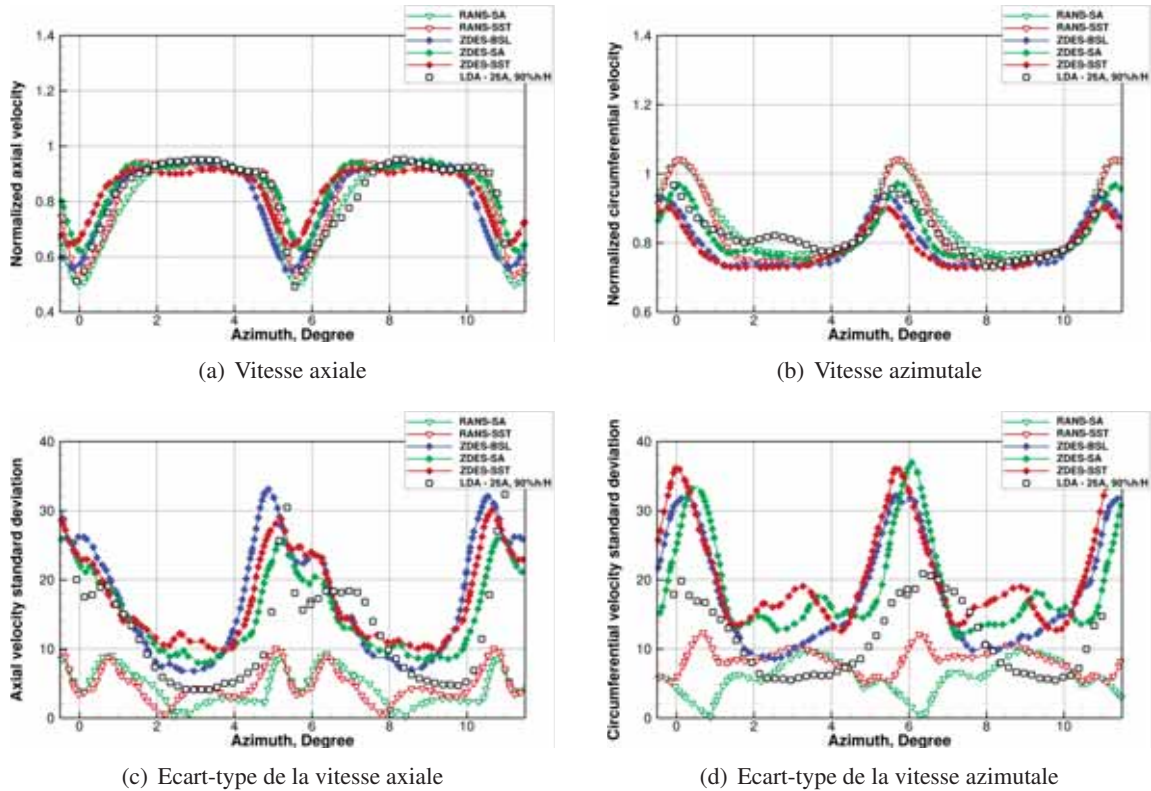 RANS-SA
RANS-SST
ZDES-BSL
ZDES-SA
ZDES-SST
LDA - 26A, 90%h/H
1.4
1.2
1
0.8
0.6
0.4
Normalized axial velocity
0 2 4 6 8 10
Azimuth, Degree
(a) Vitesse axiale
RANS-SA
RANS-SST
ZDES-BSL
ZDES-SA
ZDES-SST
LDA - 26A, 90%h/H
1.4
1.2
1
0.8
0.6
Normalized circumferential velocity
0 2 4 6 8 10
Azimuth, Degree
(b) Vitesse azimutale
RANS-SA
RANS-SST
ZDES-BSL
ZDES-SA
ZDES-SST
LDA - 26A, 90%h/H
40
30
20
10
0
Axial velocity standard deviation
0 2 4 6 8 10
Azimuth, Degree
(c) Ecart-type de la vitesse axiale
RANS-SA
RANS-SST
ZDES-BSL
ZDES-SA
ZDES-SST
LDA - 26A, 90%h/H
40
30
20
10
0
Circumferential velocity standard deviation
0 2 4 6 8 10
Azimuth, Degree
(d) Ecart-type de la vitesse azimutale